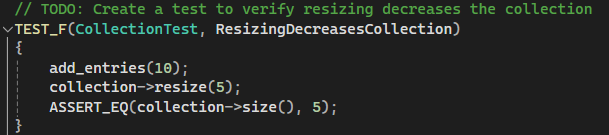 // TODO: Create a test to verify resizing decreases the collection
TEST_F(CollectionTest, ResizingDecreasesCollection)
{
    add_entries(10);
    collection->resize(5);
    ASSERT_EQ(collection->size(), 5);
}